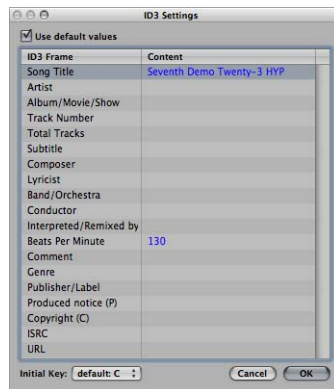 ID3 Settings
Use default values
ID3 Frame Content
Song Title Seventh Demo Twenty-3 HYP
Artist
Album/Movie/Show
Track Number
Total Tracks
Subtitle
Composer
Lyricist
Band/Orchestra
Conductor
Interpreted/Remixed by
Beats Per Minute 130
Comment
Genre
Publisher/Label
Produced notice (P)
Copyright (C)
ISRC
URL
Initial Key: default: C Cancel OK